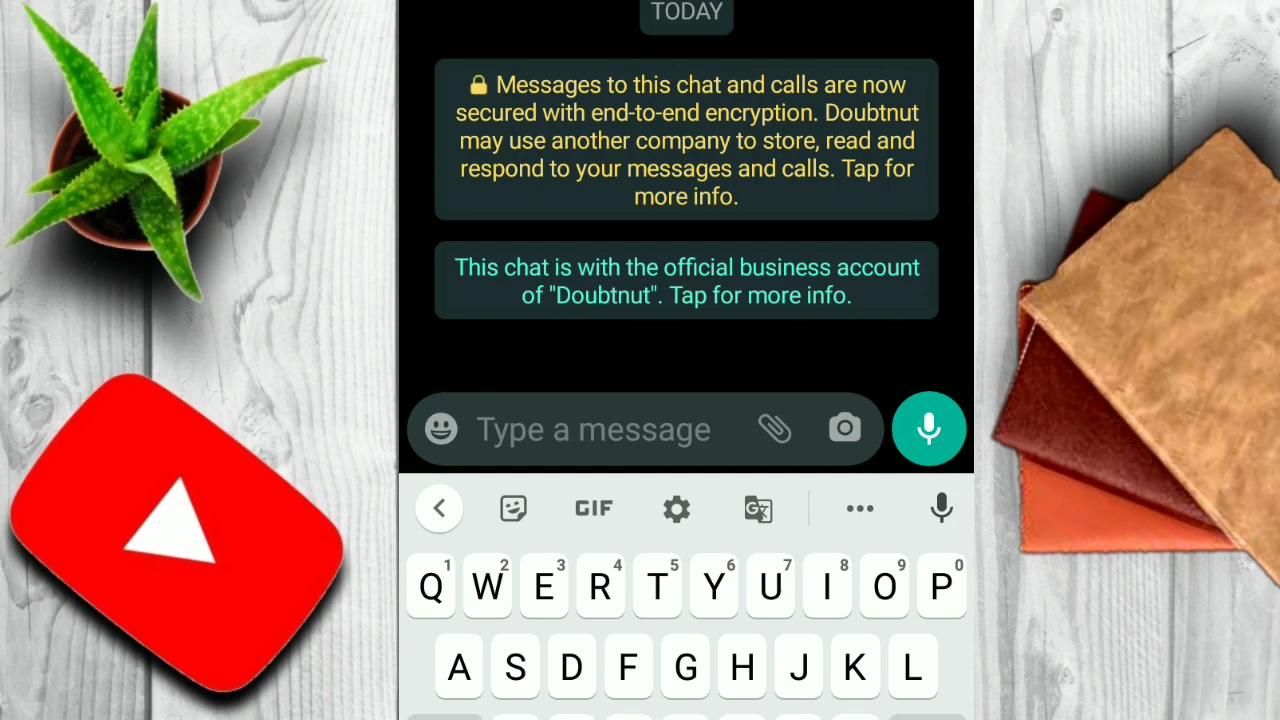 TODAY
🔒 Messages to this chat and calls are now
secured with end-to-end encryption. Doubtnut
may use another company to store, read and
respond to your messages and calls. Tap for
more info.
This chat is with the official business account
of "Doubtnut". Tap for more info.
Type a message
GIF
G
1 2 3 4 5 6 7 8 9 0
Q W E R T Y U I O P
A S D F G H J K L